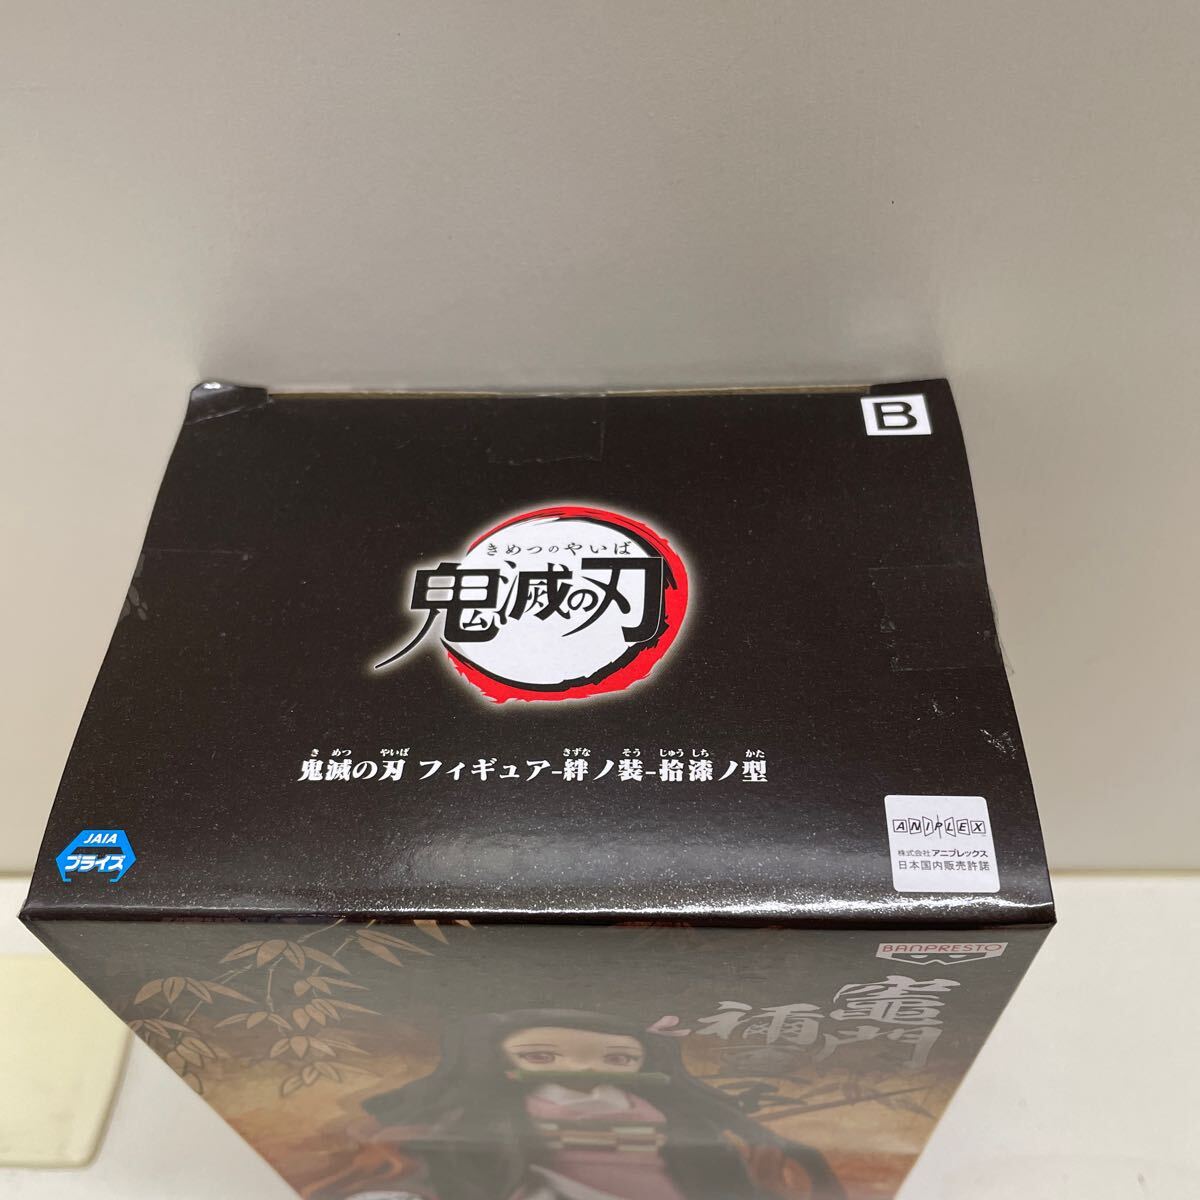 B
きめつのやいば
鬼滅の刃
き めつ やいば きずな そう じゅう しち かた
鬼滅の刃 フィギュア-絆ノ装-拾漆ノ型
JAIA
プライズ
ANIPLEX
株式会社アニプレックス
日本国内販売許諾
BANPRESTO
竈門
禰豆子